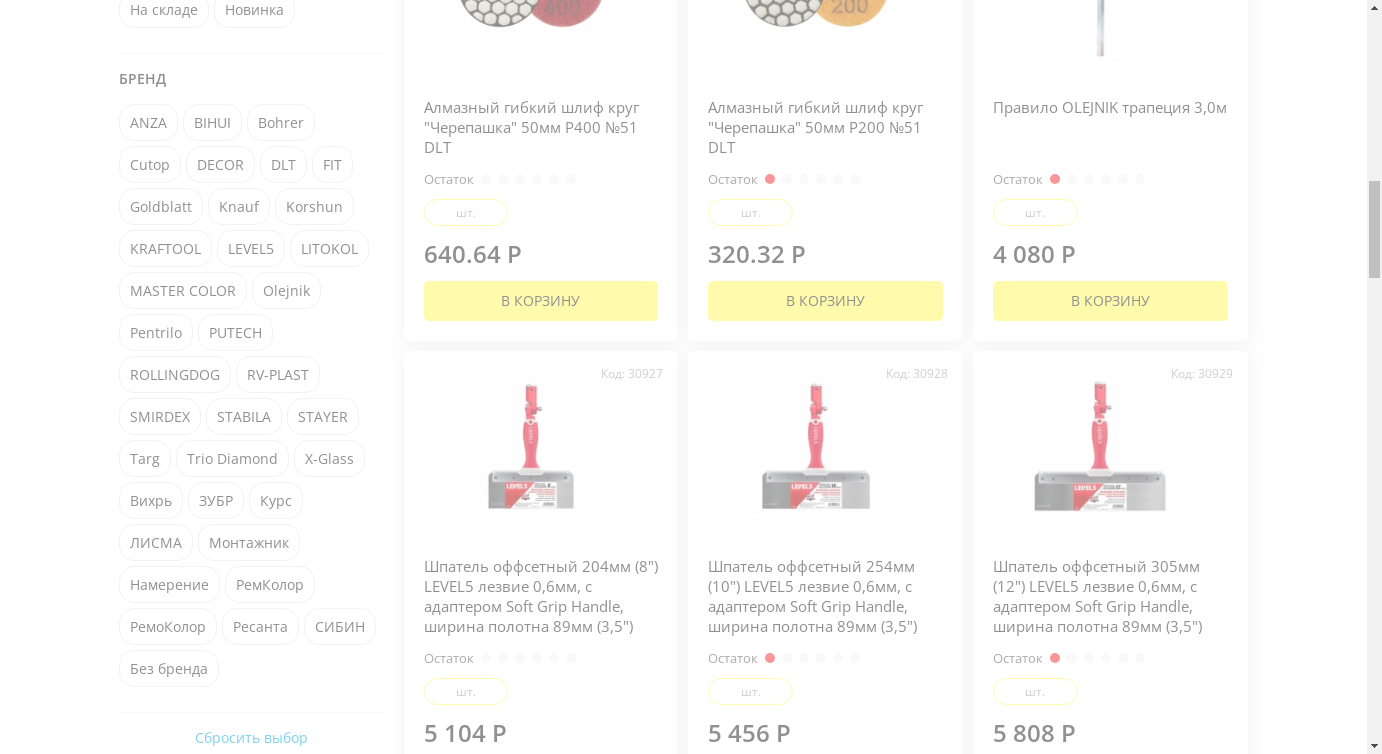 На складе
Новинка
БРЕНД
ANZA
BIHUI
Bohrer
Cutop
DECOR
DLT
FIT
Goldblatt
Knauf
Korshun
KRAFTOOL
LEVEL5
LITOKOL
MASTER COLOR
Olejnik
Pentrilo
PUTECH
ROLLINGDOG
RV-PLAST
SMIRDEX
STABILA
STAYER
Targ
Trio Diamond
X-Glass
Вихрь
ЗУБР
Курс
ЛИСМА
Монтажник
Намерение
РемКолор
РемоКолор
Ресанта
СИБИН
Без бренда
Сбросить выбор
400
Алмазный гибкий шлиф круг
"Черепашка" 50мм P400 №51
DLT
Остаток
шт.
640.64 Р
В КОРЗИНУ
200
Алмазный гибкий шлиф круг
"Черепашка" 50мм P200 №51
DLT
Остаток
шт.
320.32 Р
В КОРЗИНУ
Правило OLEJNIK трапеция 3,0м
Остаток
шт.
4 080 Р
В КОРЗИНУ
Код: 30927
LEVEL5
Шпатель оффсетный 204мм (8")
LEVEL5 лезвие 0,6мм, с
адаптером Soft Grip Handle,
ширина полотна 89мм (3,5")
Остаток
шт.
5 104 Р
Код: 30928
LEVEL5
Шпатель оффсетный 254мм
(10") LEVEL5 лезвие 0,6мм, с
адаптером Soft Grip Handle,
ширина полотна 89мм (3,5")
Остаток
шт.
5 456 Р
Код: 30929
LEVEL5
Шпатель оффсетный 305мм
(12") LEVEL5 лезвие 0,6мм, с
адаптером Soft Grip Handle,
ширина полотна 89мм (3,5")
Остаток
шт.
5 808 Р